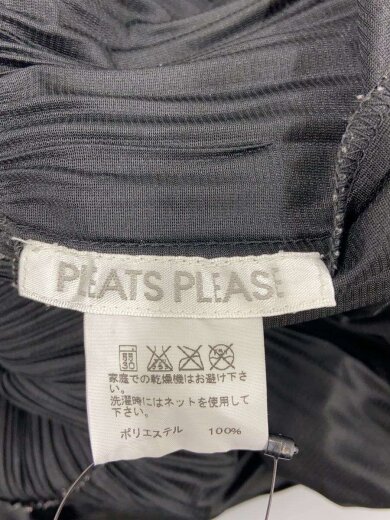 PLEATS PLEASE
家庭での乾燥機はお避け下さ
い。
洗濯時にはネットを使用して
下さい。
ポリエステル 100%